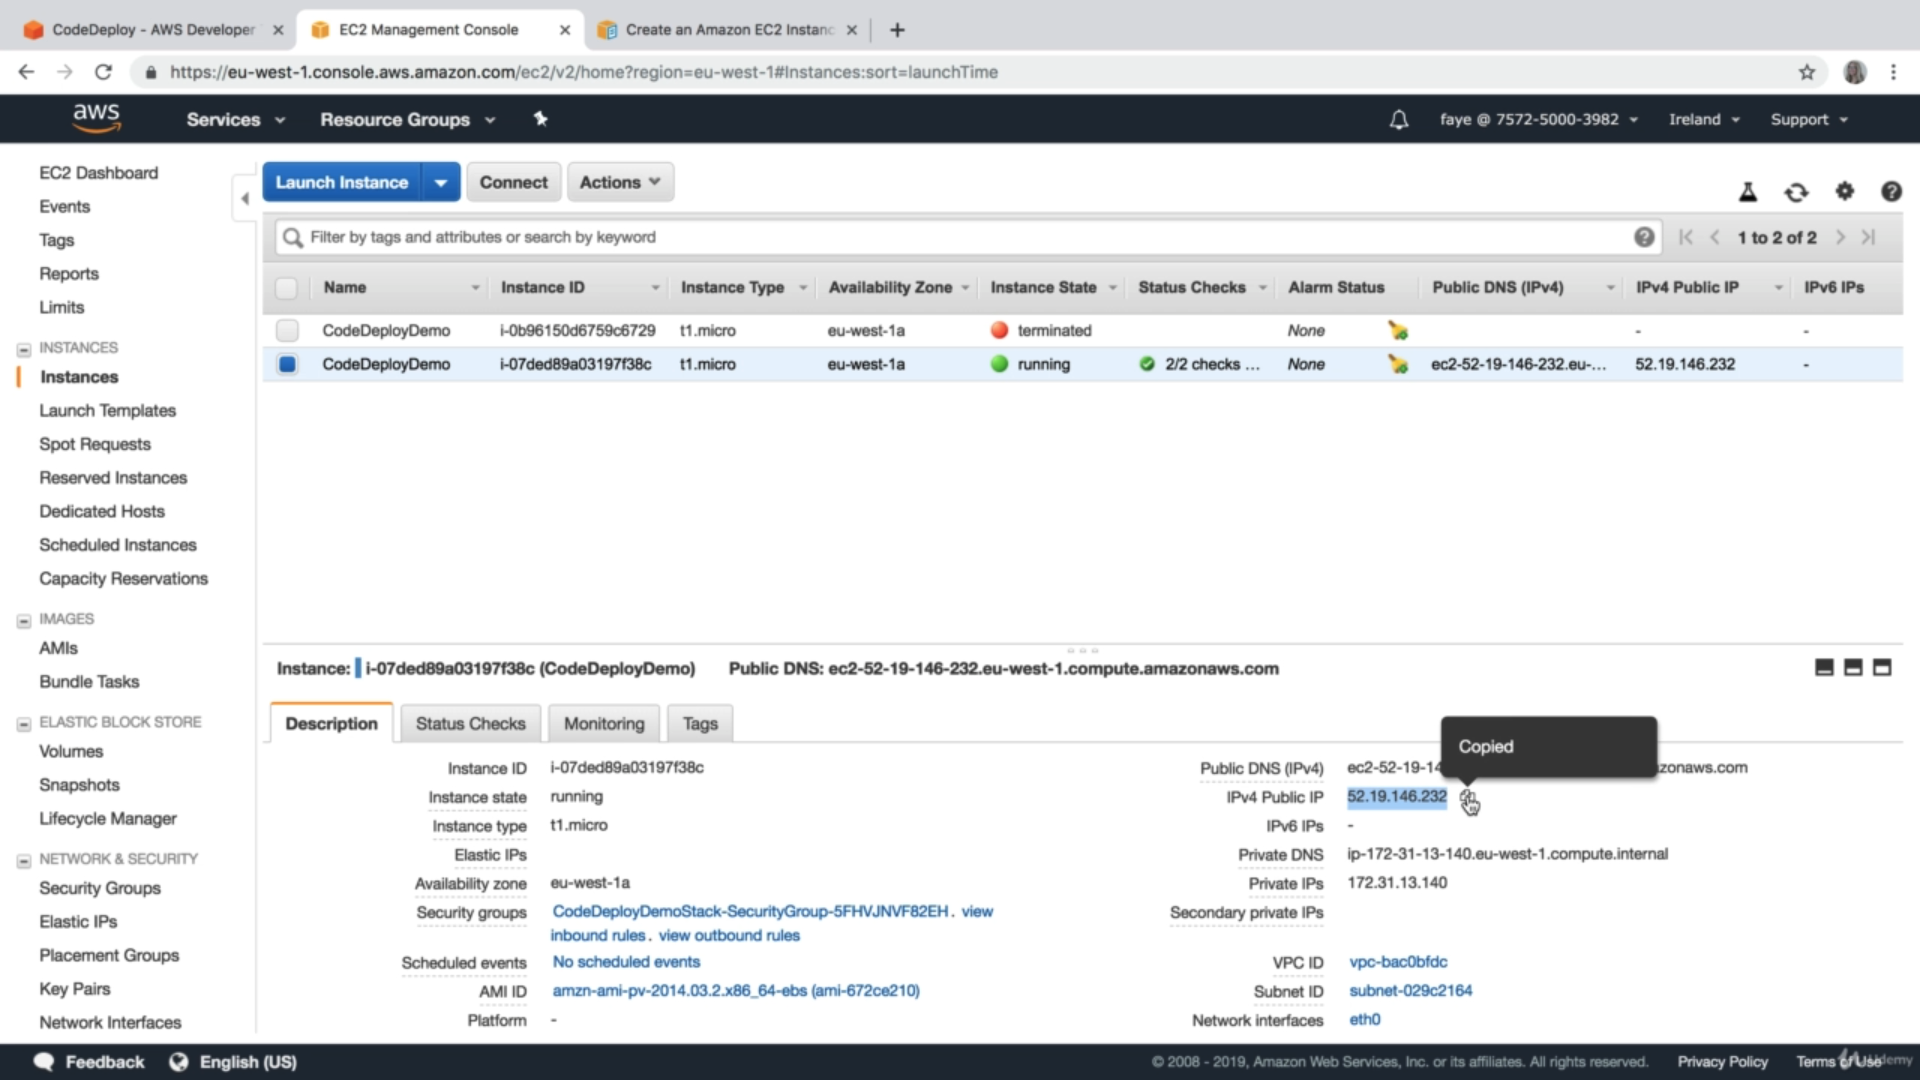 CodeDeploy - AWS Developer
EC2 Management Console
Create an Amazon EC2 Instanc
https://eu-west-1.console.aws.amazon.com/ec2/v2/home?region=eu-west-1#Instances:sort=launchTime
aws
Services
Resource Groups
faye @ 7572-5000-3982
Ireland
Support
EC2 Dashboard
Events
Tags
Reports
Limits
INSTANCES
Instances
Launch Templates
Spot Requests
Reserved Instances
Dedicated Hosts
Scheduled Instances
Capacity Reservations
IMAGES
AMIs
Bundle Tasks
ELASTIC BLOCK STORE
Volumes
Snapshots
Lifecycle Manager
NETWORK & SECURITY
Security Groups
Elastic IPs
Placement Groups
Key Pairs
Network Interfaces
Launch Instance Connect Actions
Filter by tags and attributes or search by keyword
1 to 2 of 2
Name Instance ID Instance Type Availability Zone Instance State Status Checks Alarm Status Public DNS (IPv4) IPv4 Public IP IPv6 IPs
CodeDeployDemo i-0b96150d6759c6729 t1.micro eu-west-1a terminated None - -
CodeDeployDemo i-07ded89a03197f38c t1.micro eu-west-1a running 2/2 checks ... None ec2-52-19-146-232.eu-... 52.19.146.232 -
Instance: i-07ded89a03197f38c (CodeDeployDemo) Public DNS: ec2-52-19-146-232.eu-west-1.compute.amazonaws.com
Description Status Checks Monitoring Tags
Copied
Instance ID i-07ded89a03197f38c
Instance state running
Instance type t1.micro
Elastic IPs
Availability zone eu-west-1a
Security groups CodeDeployDemoStack-SecurityGroup-5FHVJNVF82EH. view
inbound rules. view outbound rules
Scheduled events No scheduled events
AMI ID amzn-ami-pv-2014.03.2.x86_64-ebs (ami-672ce210)
Platform -
Public DNS (IPv4) ec2-52-19-14 zonaws.com
IPv4 Public IP 52.19.146.232
IPv6 IPs -
Private DNS ip-172-31-13-140.eu-west-1.compute.internal
Private IPs 172.31.13.140
Secondary private IPs
VPC ID vpc-bac0bfdc
Subnet ID subnet-029c2164
Network interfaces eth0
Feedback
English (US)
© 2008 - 2019, Amazon Web Services, Inc. or its affiliates. All rights reserved.
Privacy Policy
Terms of Use